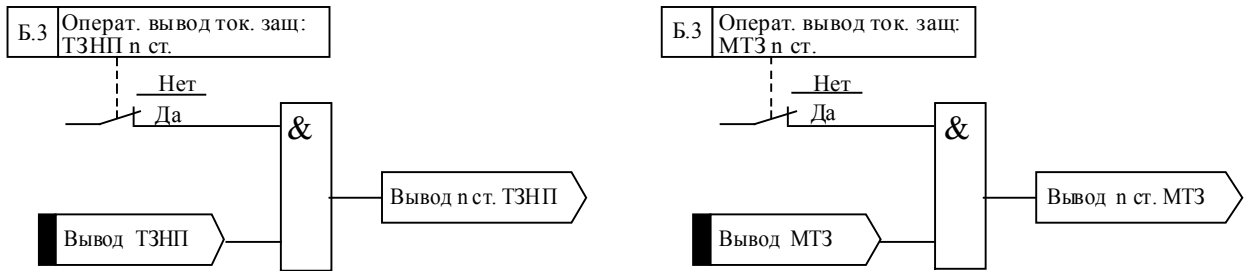 Б.3
Операт. вывод ток. защ:
ТЗНП n ст.
Нет
Да
&
Вывод n ст. ТЗНП
Вывод ТЗНП
Б.3
Операт. вывод ток. защ:
МТЗ n ст.
Нет
Да
&
Вывод n ст. МТЗ
Вывод МТЗ